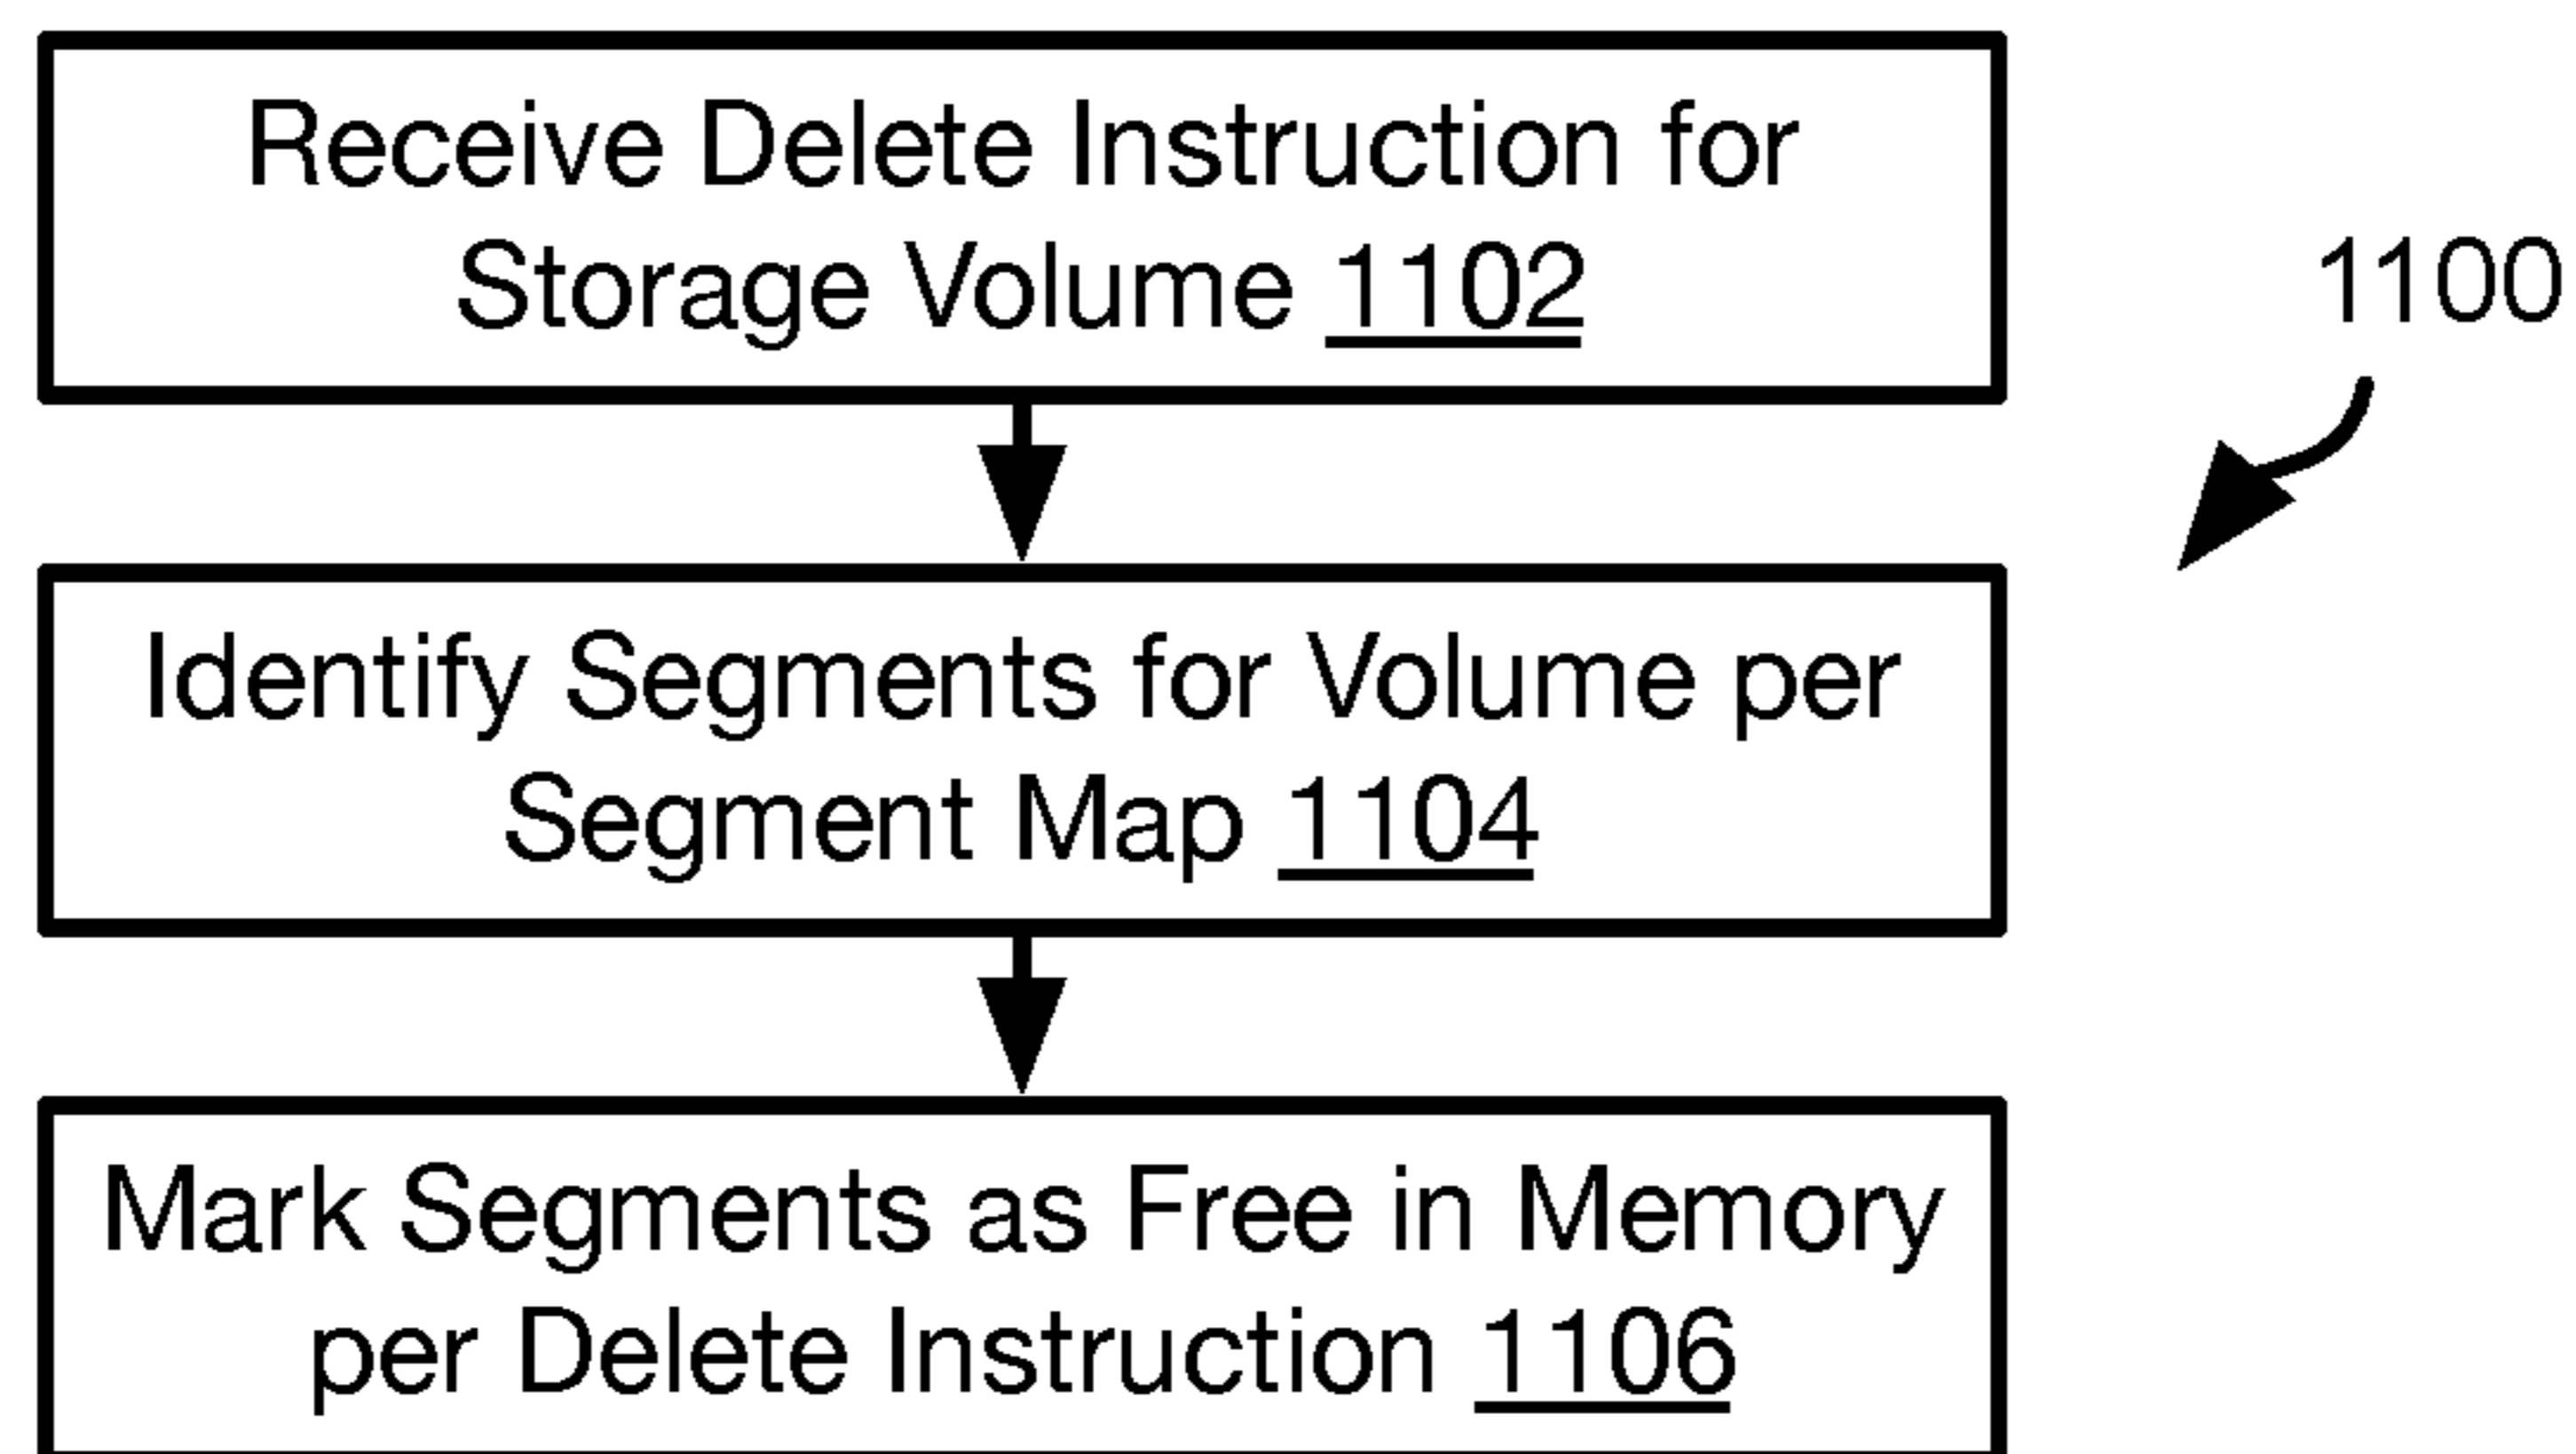 Receive Delete Instruction for
Storage Volume 1102
1100
Identify Segments for Volume per
Segment Map 1104
Mark Segments as Free in Memory
per Delete Instruction 1106